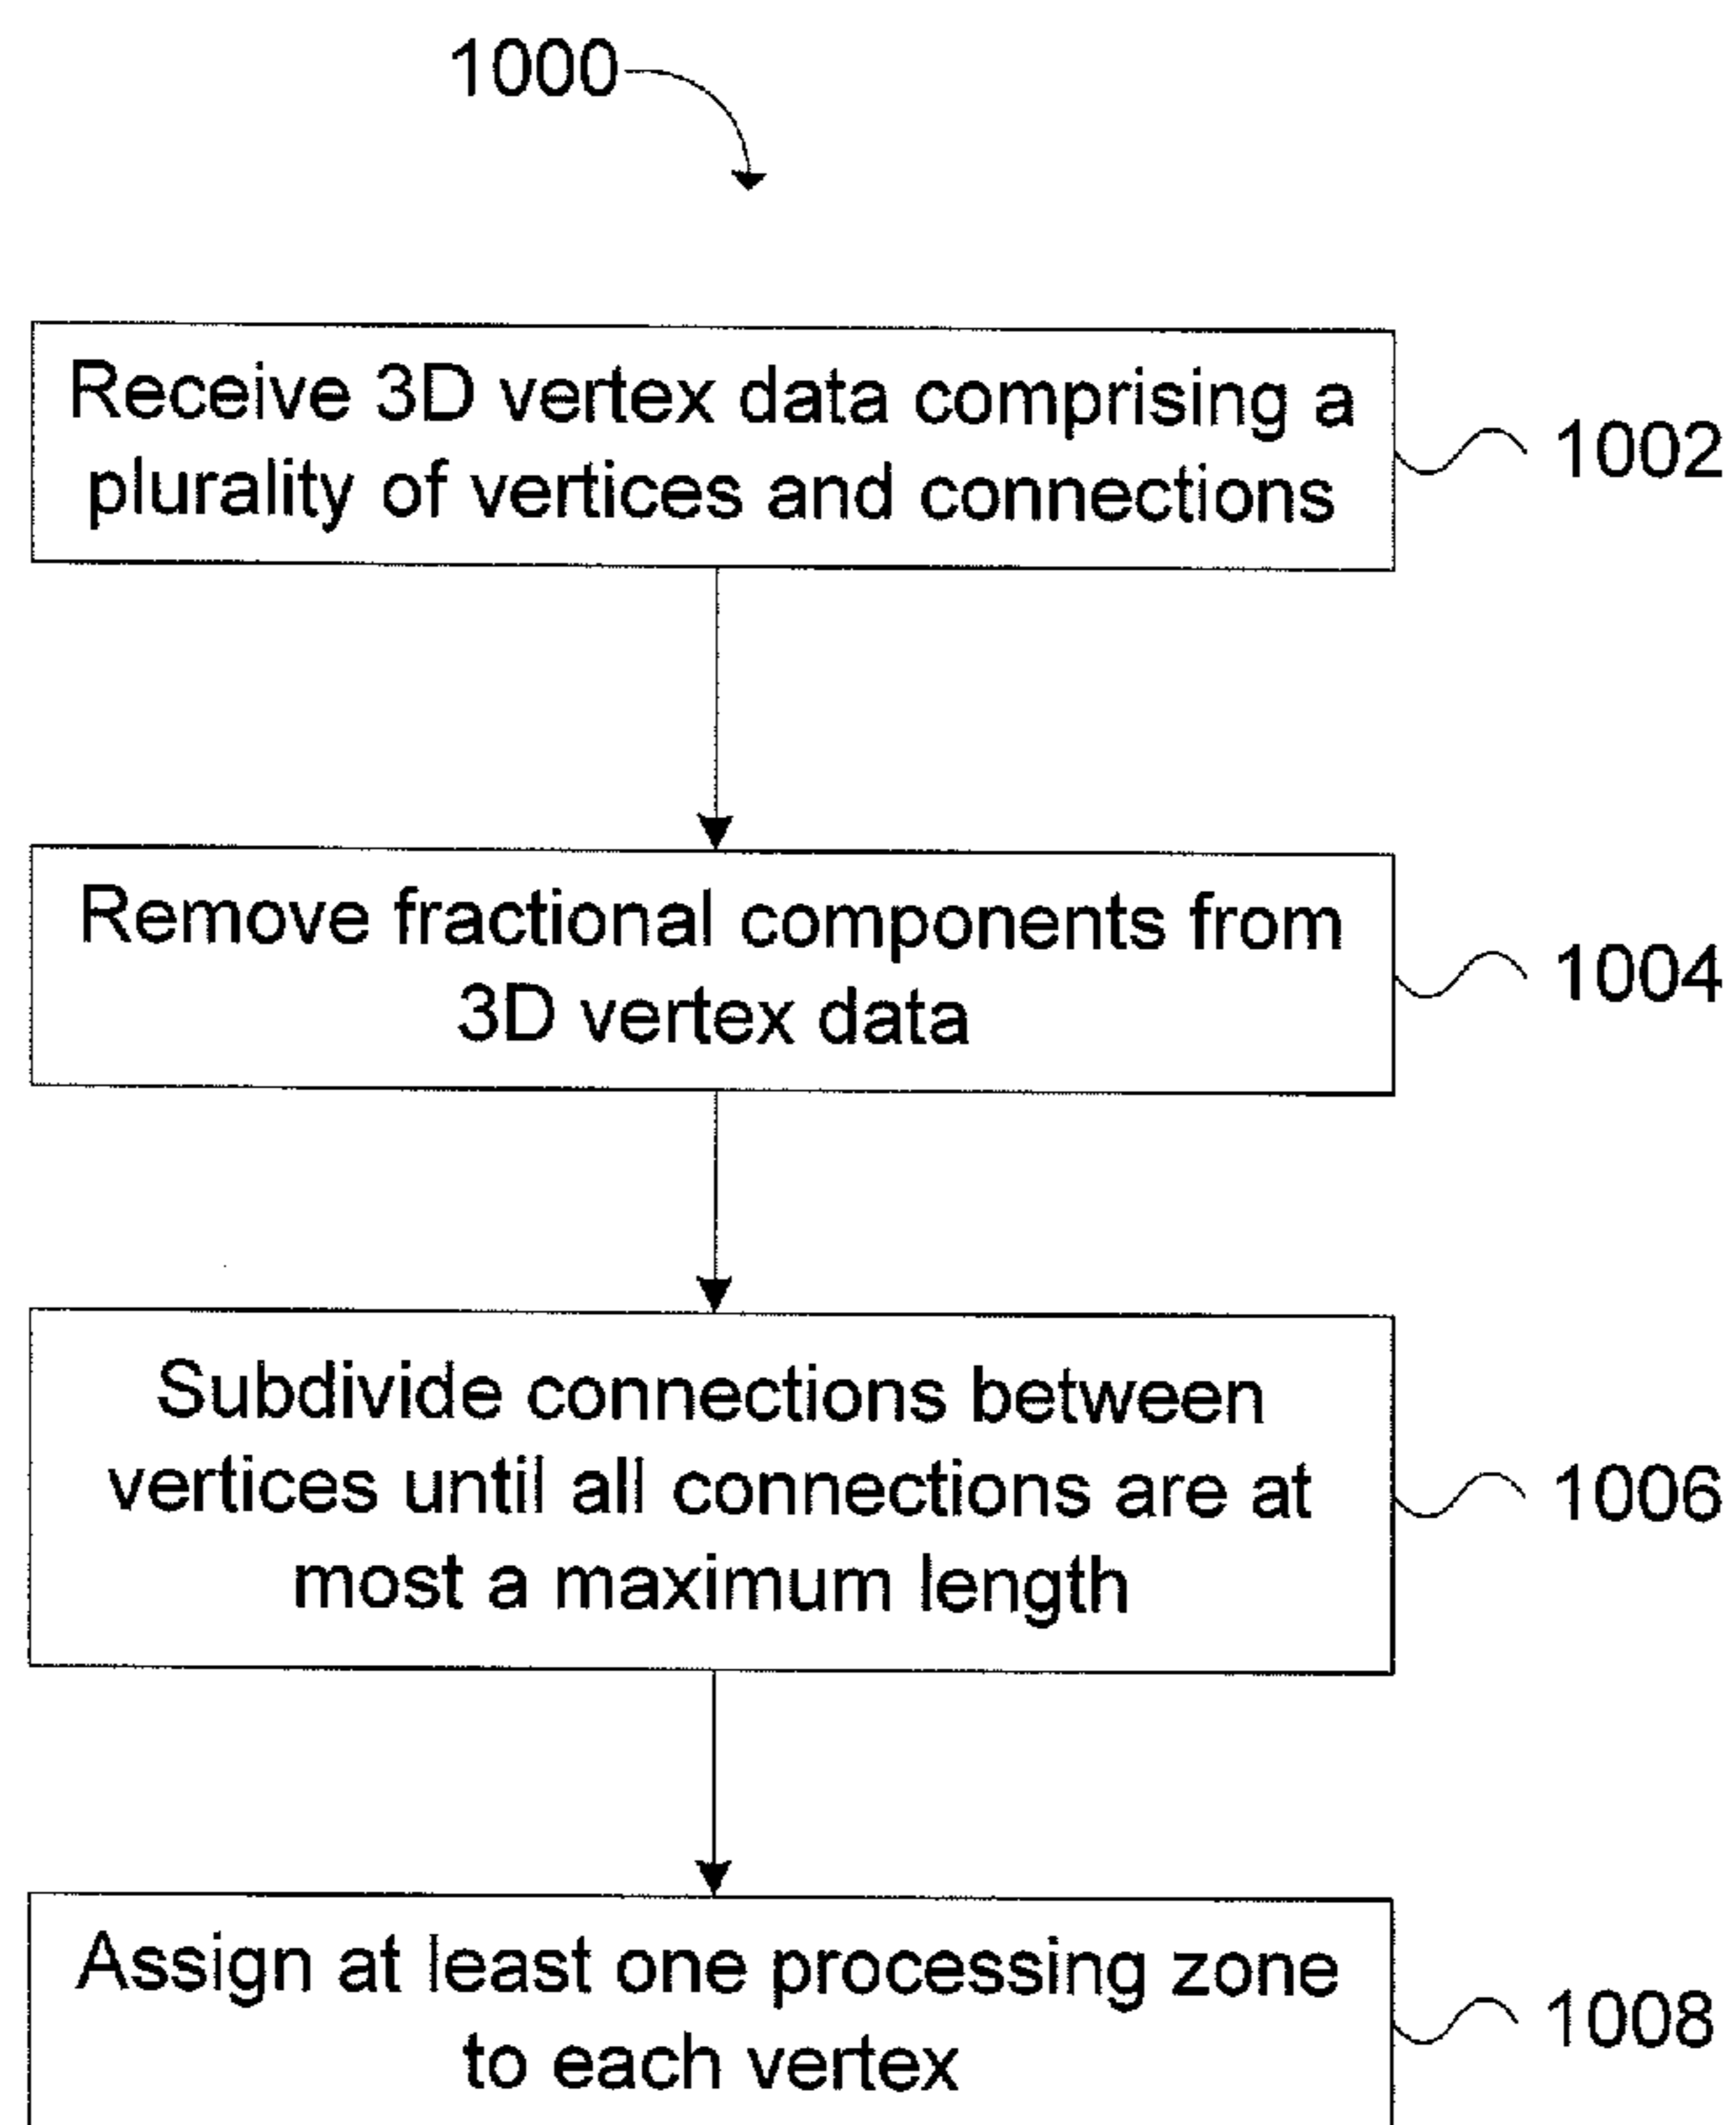 1000
Receive 3D vertex data comprising a
plurality of vertices and connections
1002
Remove fractional components from
3D vertex data
1004
Subdivide connections between
vertices until all connections are at
most a maximum length
1006
Assign at least one processing zone
to each vertex
1008